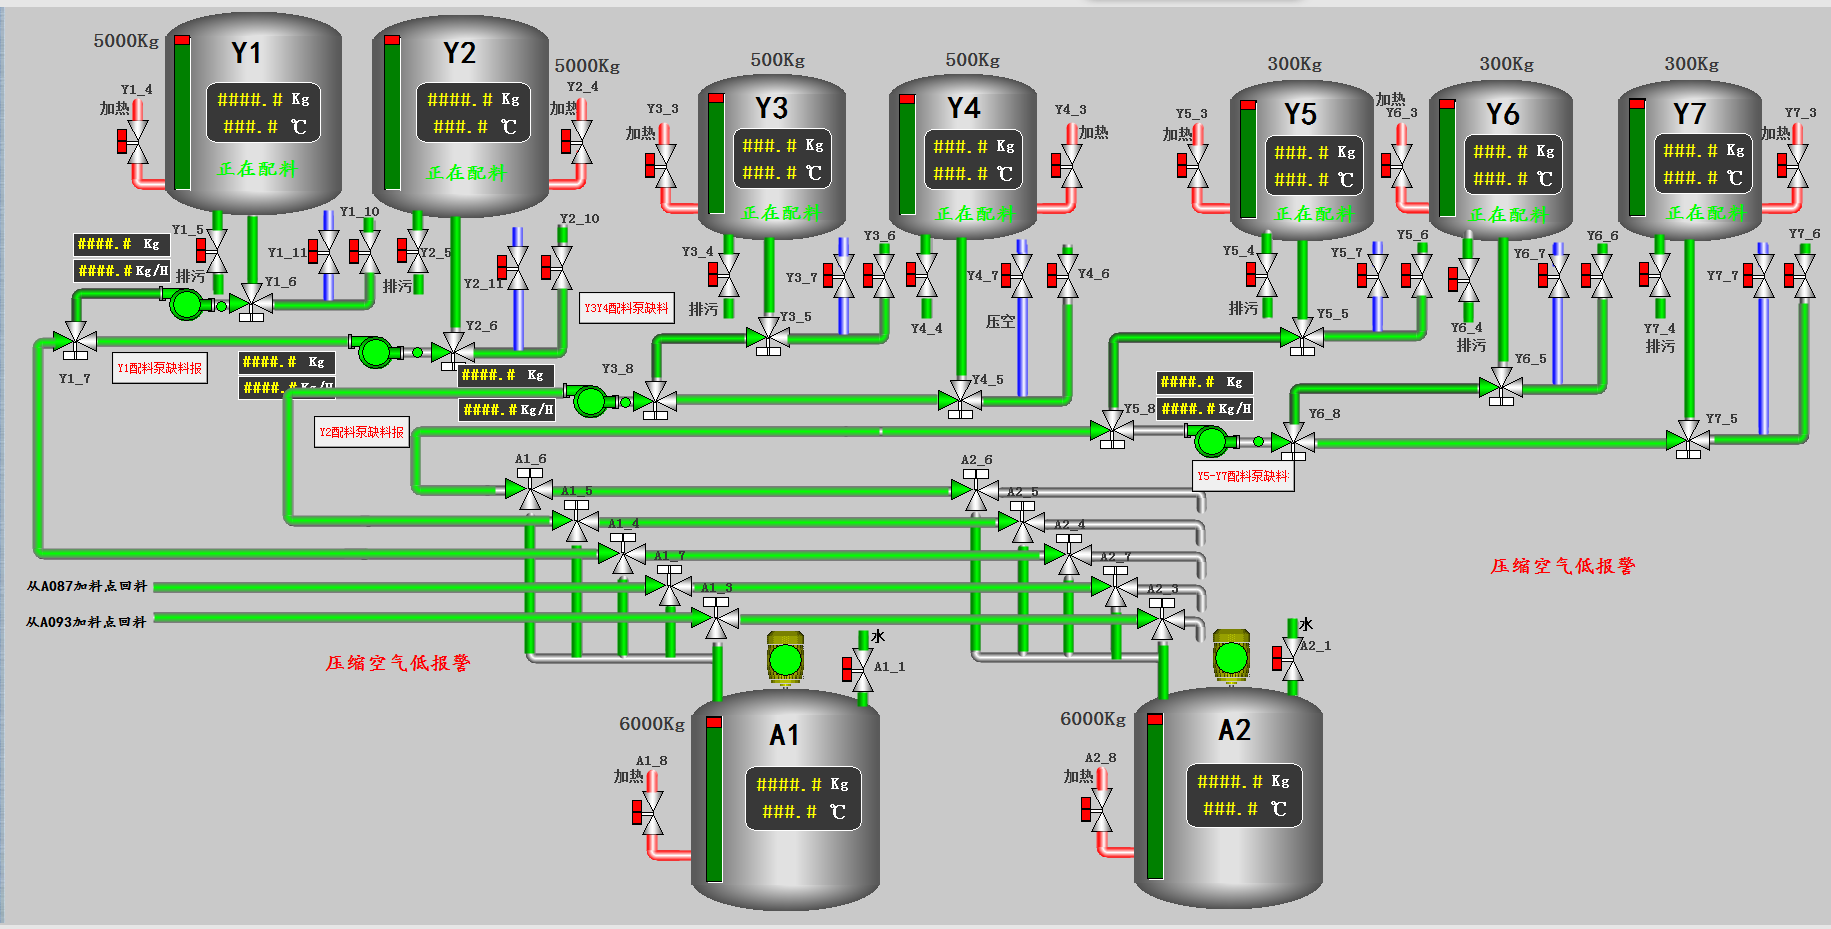 5000Kg
Y1
####.# Kg
###.# ℃
正在配料
Y1_4
加热
Y2
####.# Kg
###.# ℃
正在配料
5000Kg
Y2_4
加热
500Kg
Y3
###.# Kg
###.# ℃
正在配料
Y3_3
加热
500Kg
Y4
###.# Kg
###.# ℃
正在配料
Y4_3
加热
300Kg
Y5
###.# Kg
###.# ℃
正在配料
Y5_3
加热
300Kg
Y6
###.# Kg
###.# ℃
正在配料
加热
Y6_3
300Kg
Y7
###.# Kg
###.# ℃
正在配料
Y7_3
加热
Y1_5
排污
Y1_11
Y1_10
Y1_6
####.# Kg
####.# Kg/H
Y2_5
排污
Y2_11
Y2_10
Y2_6
Y3Y4配料泵缺料
Y3_4
排污
Y3_7
Y3_6
Y3_5
Y4_4
Y4_7
压空
Y4_6
Y4_5
Y5_4
排污
Y5_7
Y5_6
Y5_5
Y6_4
排污
Y6_7
Y6_6
Y6_5
Y7_4
排污
Y7_7
Y7_6
Y7_5
Y1_7
Y1配料泵缺料报
####.# Kg
####.# Kg/H
####.# Kg
####.# Kg/H
Y3_8
Y2配料泵缺料报
Y5_8
####.# Kg
####.# Kg/H
Y6_8
Y5-Y7配料泵缺料
A1_6
A1_5
A1_4
A1_7
A1_3
A2_6
A2_5
A2_4
A2_7
A2_3
从A087加料点回料
从A093加料点回料
压缩空气低报警
压缩空气低报警
水
A1_1
水
A2_1
6000Kg
A1
####.# Kg
###.# ℃
A1_8
加热
6000Kg
A2
####.# Kg
###.# ℃
A2_8
加热